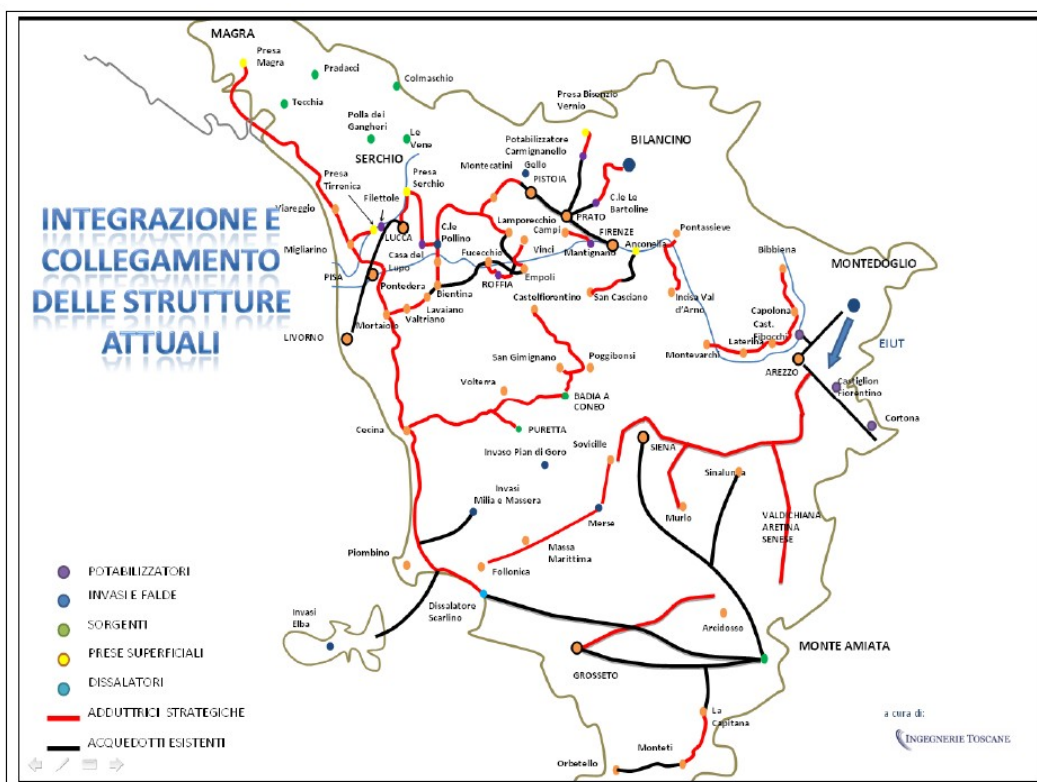 MAGRA
Presa
Magra
Pradacci
Colmaschio
Tecchia
Polla dei
Gangheri
Le
Vene
SERCHIO
Presa
Serchio
Presa
Tirrenica
Filettole
Viareggio
Migliarino
LUCCA
PISA
Casa del
Lupo
C.le
Pollino
Montecatini
Gello
PISTOIA
Presa Bisenzio
Vernio
Potabilizzatore
Carmignanello
BILANCINO
C.le Le
Bartoline
PRATO
Lamporecchio
Campi
FIRENZE
Mantignano
Anconella
Pontassieve
Bibbiena
MONTEDOGLIO
Fucecchio
Vinci
ROFFIA
Empoli
Pontedera
Bientina
Lavaiano
Valtriano
Mortaiolo
LIVORNO
Castelfiorentino
San Casciano
Incisa Val
d'Arno
Capolona
Cast.
Fibocchi
Laterina
Montevarchi
AREZZO
EIUT
Castiglion
Fiorentino
Cortona
San Gimignano
Poggibonsi
Volterra
BADIA A
CONEO
PURETTA
Cecina
Sovicille
SIENA
Invaso Pian di Goro
Sinalunga
Invasi
Milia e Massera
Merse
Murlo
VALDICHIANA
ARETINA
SENESE
Massa
Marittima
Piombino
Follonica
Invasi
Elba
Dissalatore
Scarlino
Arcidosso
GROSSETO
MONTE AMIATA
La
Capitana
Monteti
Orbetello
INTEGRAZIONE E
COLLEGAMENTO
DELLE STRUTTURE
ATTUALI
POTABILIZZATORI
INVASI E FALDE
SORGENTI
PRESE SUPERFICIALI
DISSALATORI
ADDUTTRICI STRATEGICHE
ACQUEDOTTI ESISTENTI
a cura di:
INGEGNERIE TOSCANE